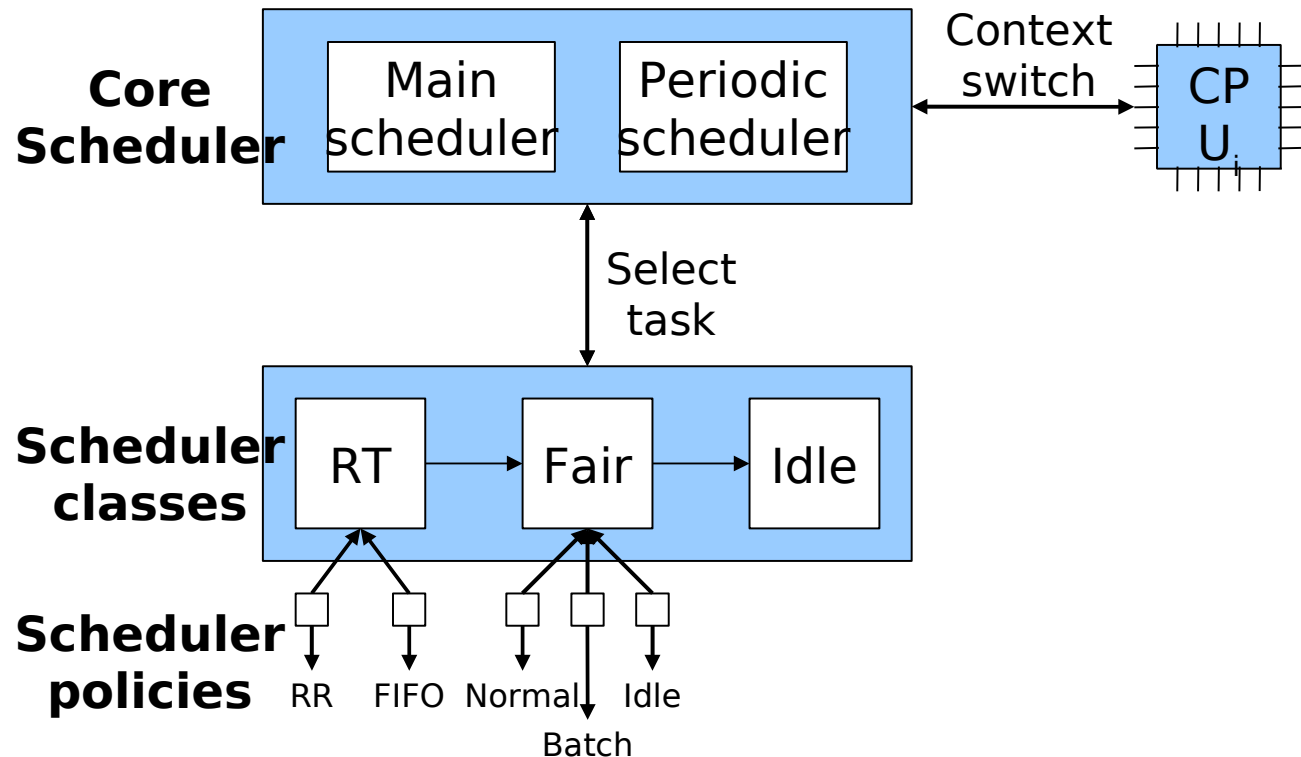 Core
Scheduler
Main
scheduler
Periodic
scheduler
Context
switch
CP
U i
Select
task
Scheduler
classes
RT
Fair
Idle
Scheduler
policies
RR
FIFO
Normal
Idle
Batch